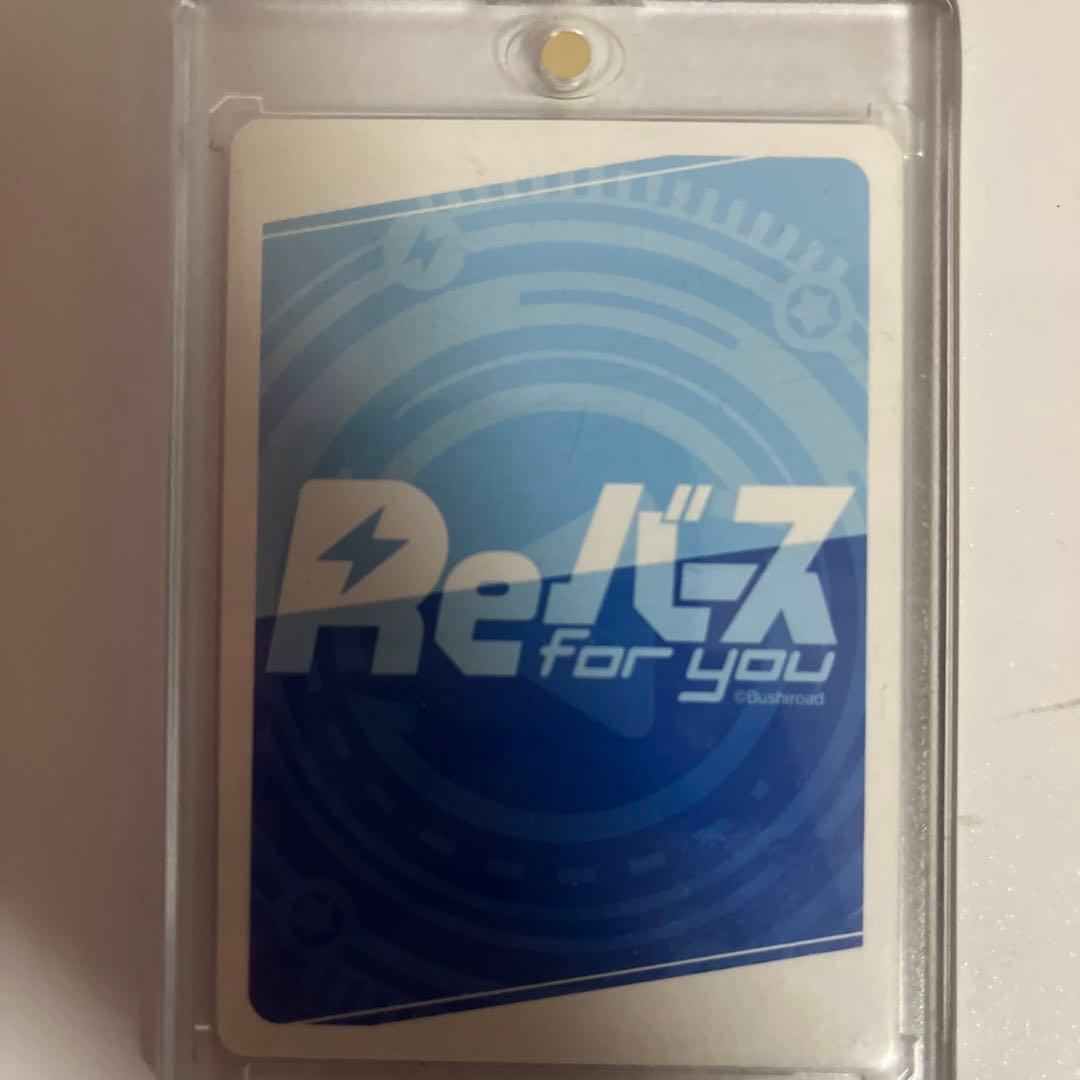 Reバース
for you
©Bushiroad